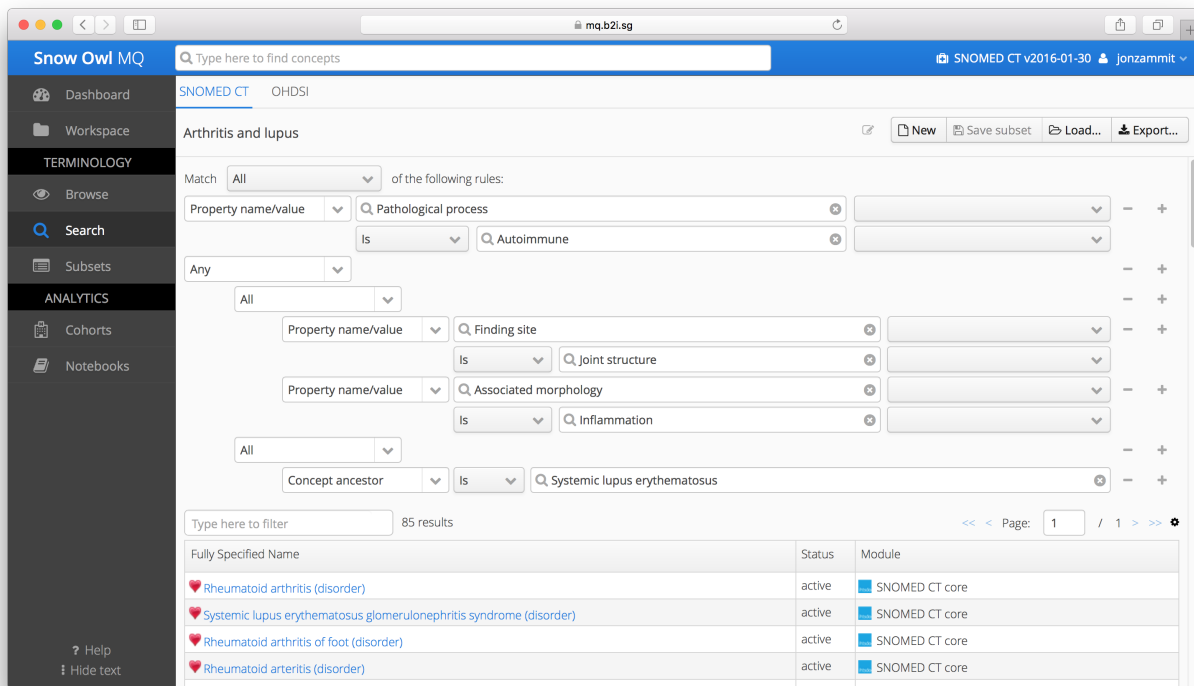 mq.b2i.sg
Snow Owl MQ
Type here to find concepts
SNOMED CT v2016-01-30
jonzammit
Dashboard
Workspace
TERMINOLOGY
Browse
Search
Subsets
ANALYTICS
Cohorts
Notebooks
? Help
Hide text
SNOMED CT OHDSI
Arthritis and lupus
New Save subset Load... Export...
Match All of the following rules:
Property name/value Pathological process
Is Autoimmune
Any
All
Property name/value Finding site
Is Joint structure
Property name/value Associated morphology
Is Inflammation
All
Concept ancestor Is Systemic lupus erythematosus
Type here to filter 85 results << < Page: 1 / 1 > >>
Fully Specified Name Status Module
Rheumatoid arthritis (disorder) active SNOMED CT core
Systemic lupus erythematosus glomerulonephritis syndrome (disorder) active SNOMED CT core
Rheumatoid arthritis of foot (disorder) active SNOMED CT core
Rheumatoid arteritis (disorder) active SNOMED CT core